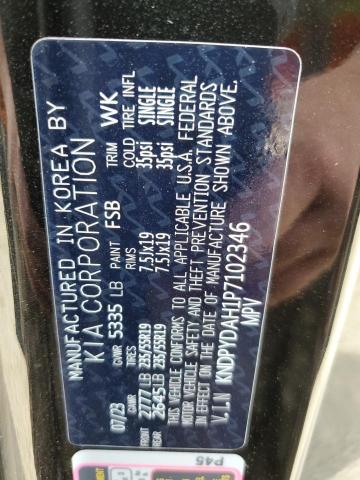 MANUFACTURED IN KOREA BY
KIA CORPORATION
07/23 GVWR 5335 LB PAINT FSB TRIM WK
GAWR TIRES RIMS COLD TIRE INFL
FRONT 2777 LB 235/55R19 7.5Jx19 35psi SINGLE
REAR 2645 LB 235/55R19 7.5Jx19 35psi SINGLE
THIS VEHICLE CONFORMS TO ALL APPLICABLE U.S.A. FEDERAL
MOTOR VEHICLE SAFETY AND THEFT PREVENTION STANDARDS
IN EFFECT ON THE DATE OF MANUFACTURE SHOWN ABOVE.
V.I.N KNDPYDAH1P7102346
MPV
P45